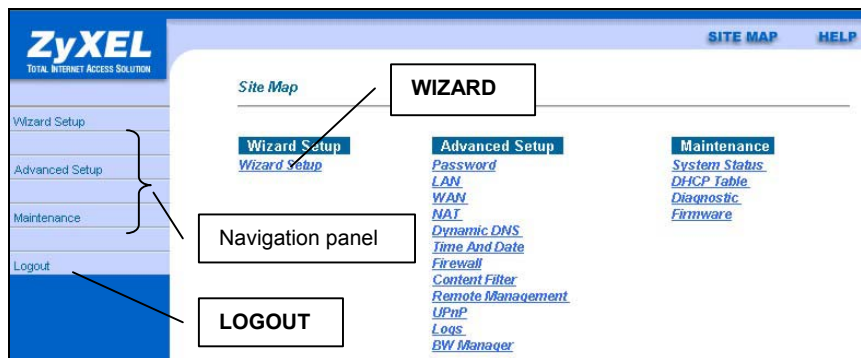 ZyXEL
TOTAL INTERNET ACCESS SOLUTION
SITE MAP HELP
Site Map
WIZARD
Wizard Setup
Advanced Setup
Maintenance
Logout
Navigation panel
LOGOUT
Wizard Setup
Wizard Setup
Advanced Setup
Password
LAN
WAN
NAT
Dynamic DNS
Time And Date
Firewall
Content Filter
Remote Management
UPnP
Logs
BW Manager
Maintenance
System Status
DHCP Table
Diagnostic
Firmware